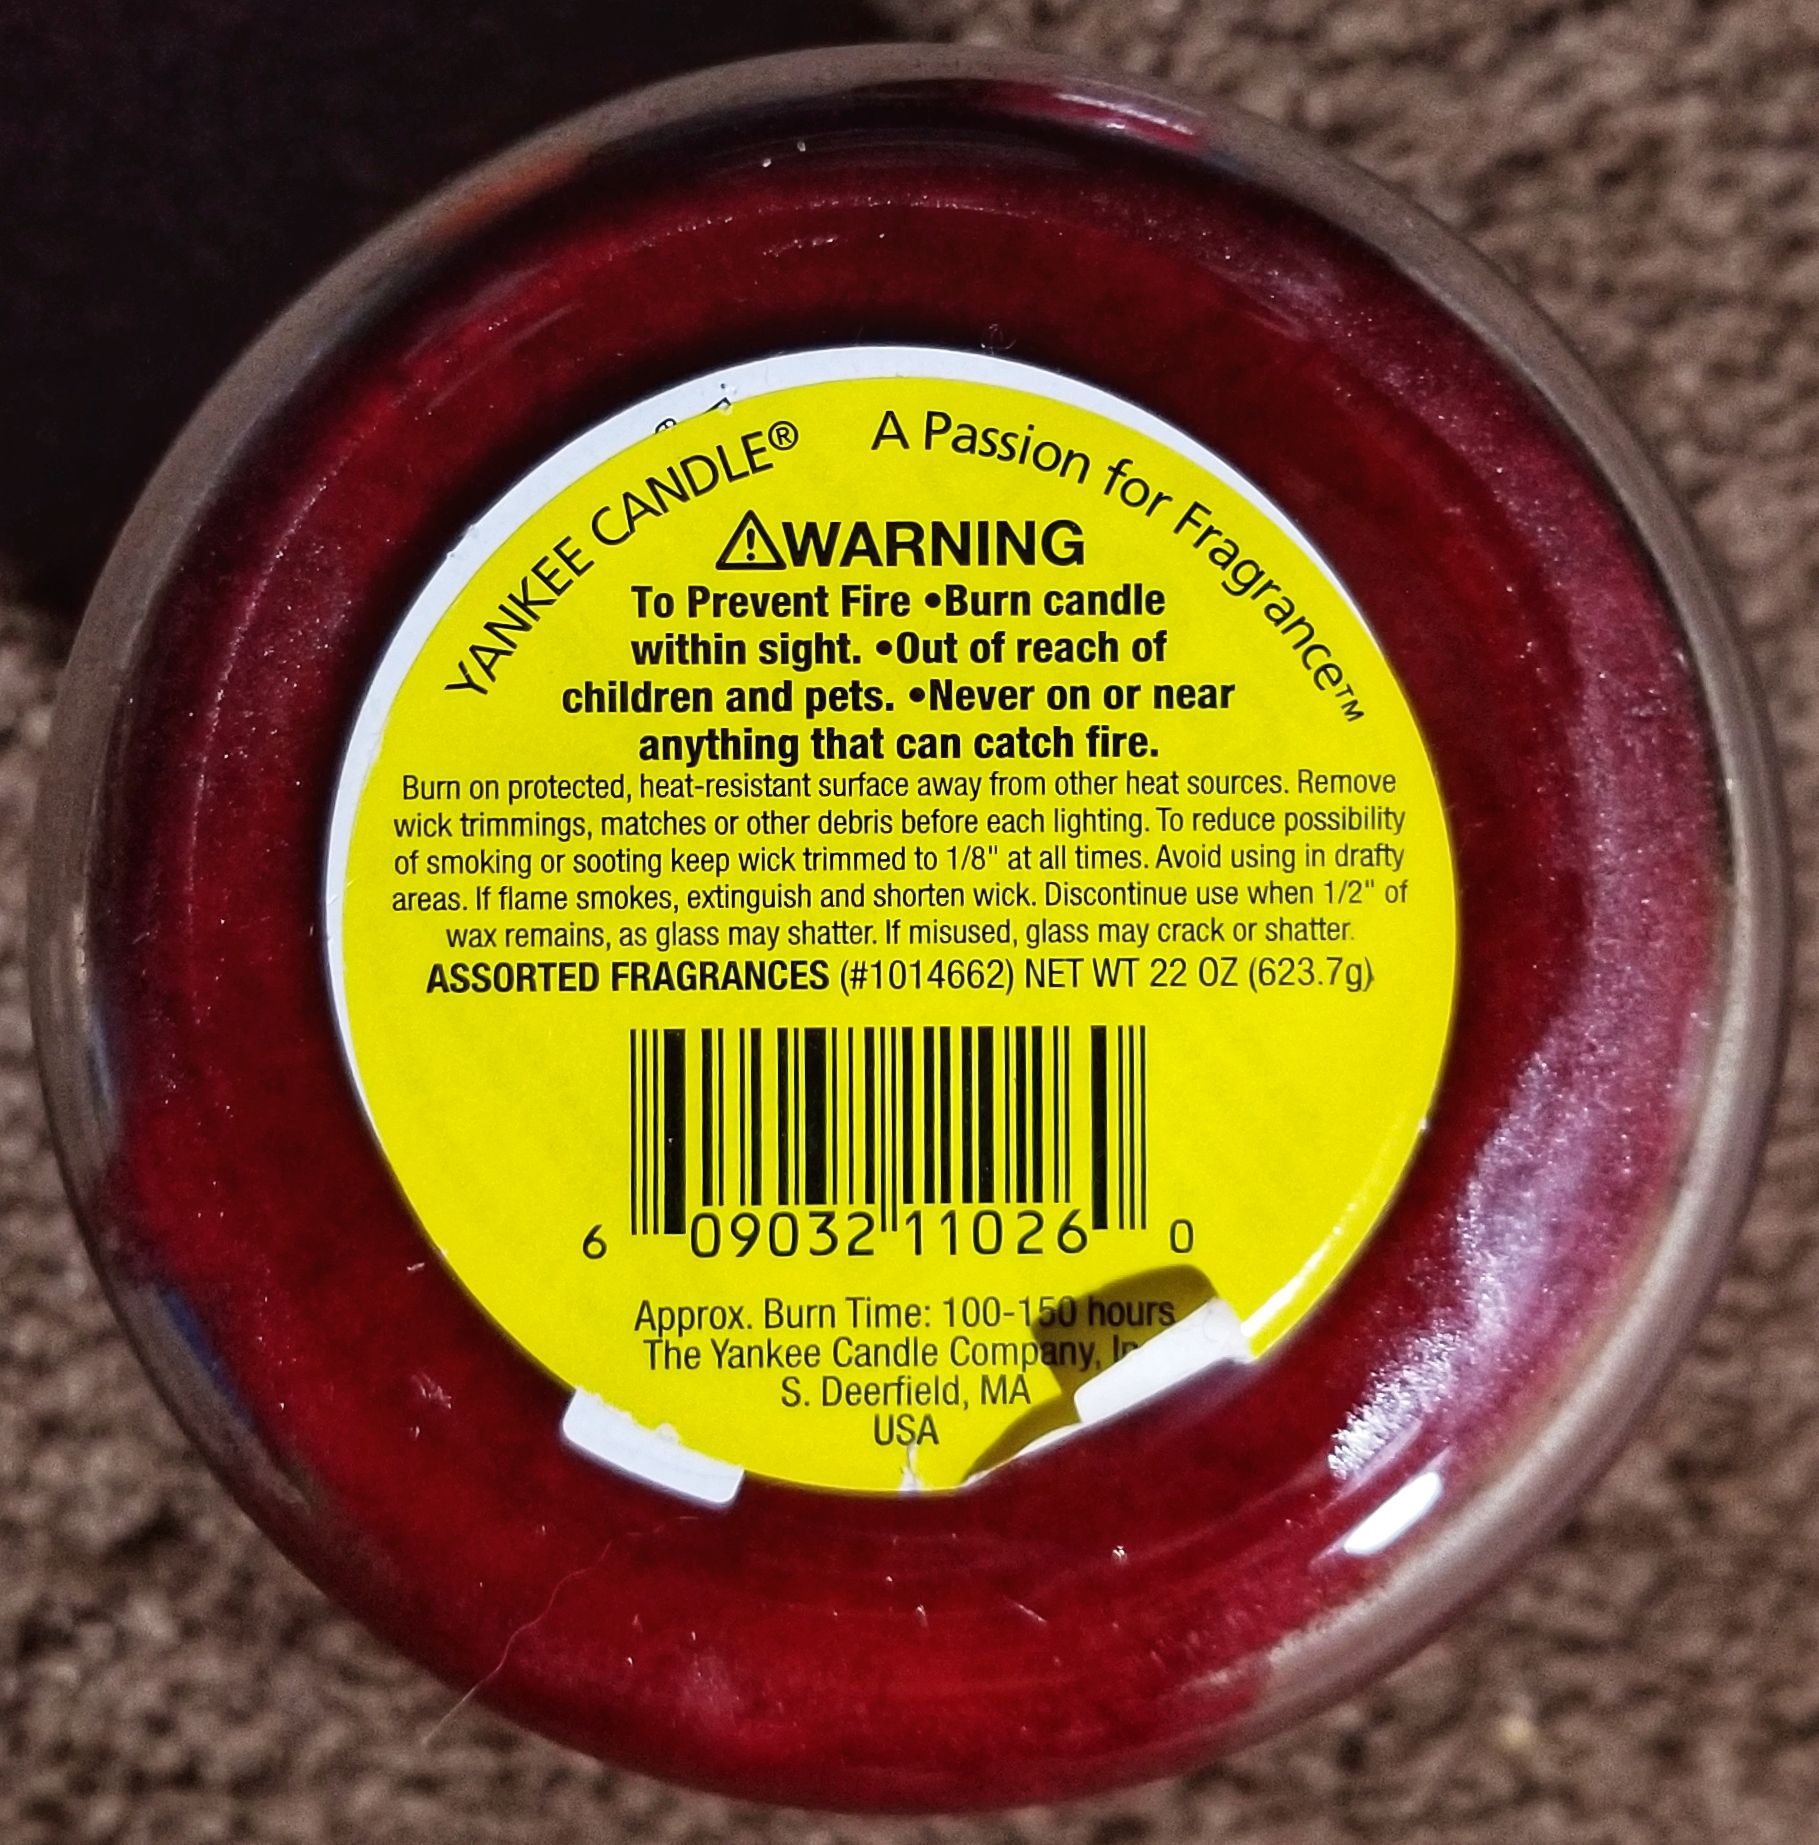 YANKEE CANDLE® A Passion for Fragrance™
⚠WARNING
To Prevent Fire •Burn candle
within sight. •Out of reach of
children and pets. •Never on or near
anything that can catch fire.
Burn on protected, heat-resistant surface away from other heat sources. Remove
wick trimmings, matches or other debris before each lighting. To reduce possibility
of smoking or sooting keep wick trimmed to 1/8" at all times. Avoid using in drafty
areas. If flame smokes, extinguish and shorten wick. Discontinue use when 1/2" of
wax remains, as glass may shatter. If misused, glass may crack or shatter.
ASSORTED FRAGRANCES (#1014662) NET WT 22 OZ (623.7g)
6 09032 11026 0
Approx. Burn Time: 100-150 hours
The Yankee Candle Company,
S. Deerfield, MA
USA